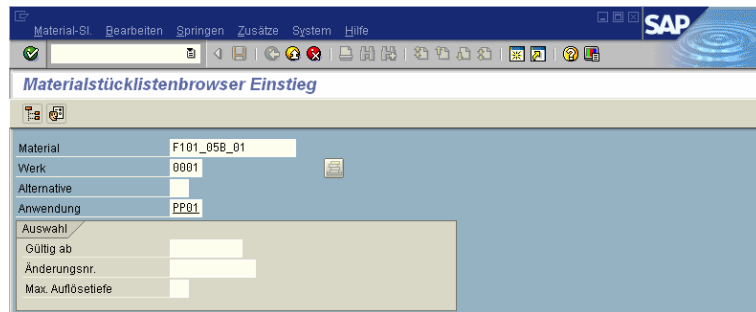 Material-Sl. Bearbeiten Springen Zusätze System Hilfe
SAP
Materialstücklistenbrowser Einstieg
Material F101_05B_01
Werk 0001
Alternative
Anwendung PP01
Auswahl
Gültig ab
Änderungsnr.
Max. Auflösetiefe